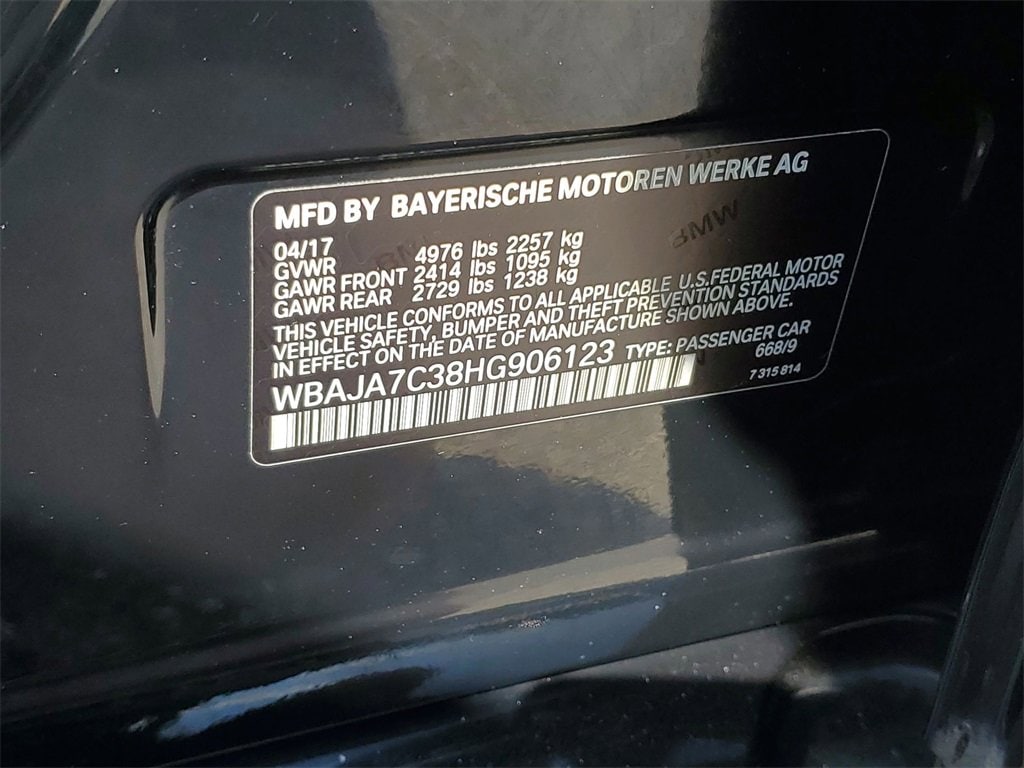 MFD BY BAYERISCHE MOTOREN WERKE AG
04/17
GVWR 4976 lbs 2257 kg
GAWR FRONT 2414 lbs 1095 kg
GAWR REAR 2729 lbs 1238 kg
THIS VEHICLE CONFORMS TO ALL APPLICABLE U.S.FEDERAL MOTOR
VEHICLE SAFETY, BUMPER AND THEFT PREVENTION STANDARDS
IN EFFECT ON THE DATE OF MANUFACTURE SHOWN ABOVE.
WBAJA7C38HG906123 TYPE: PASSENGER CAR
668/9
7 315 814
BMW
BMW